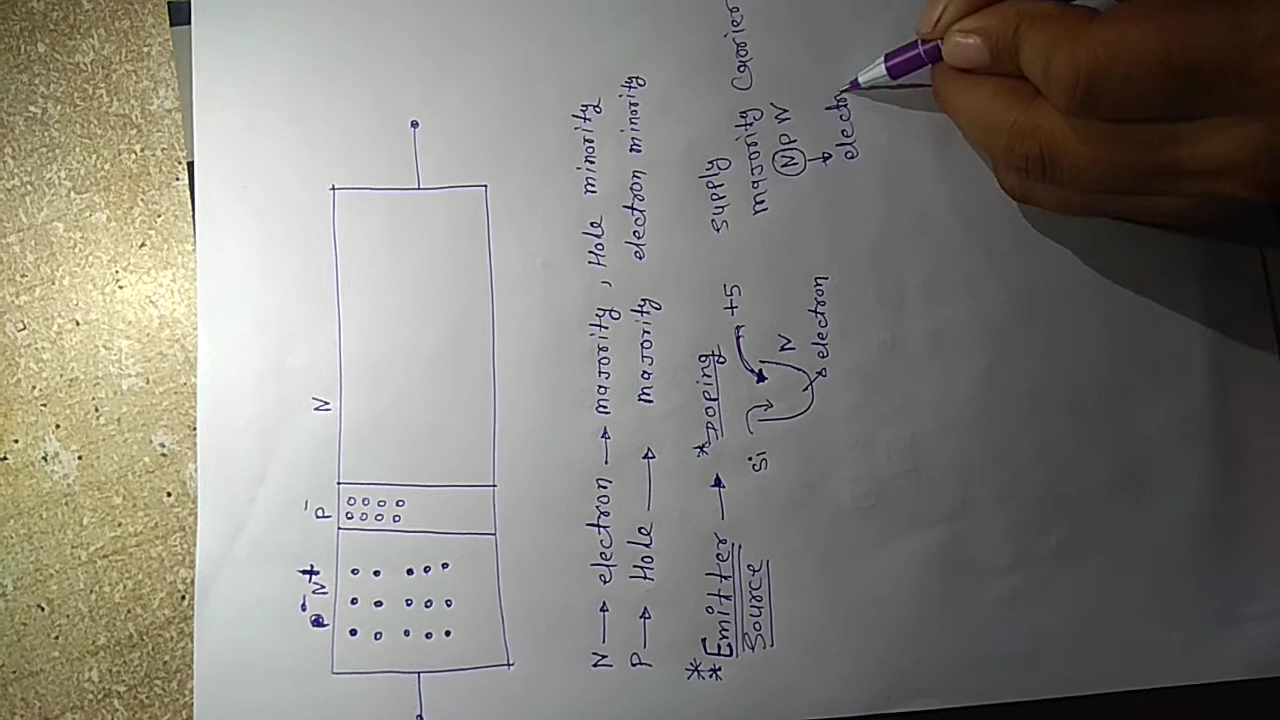 N⁺ P⁻ N
N → electron → majority , Hole minority
P → Hole → majority electron minority
** Emitter → * Doping supply
Source Si +5 majority Carrier
N NPN
electron electr